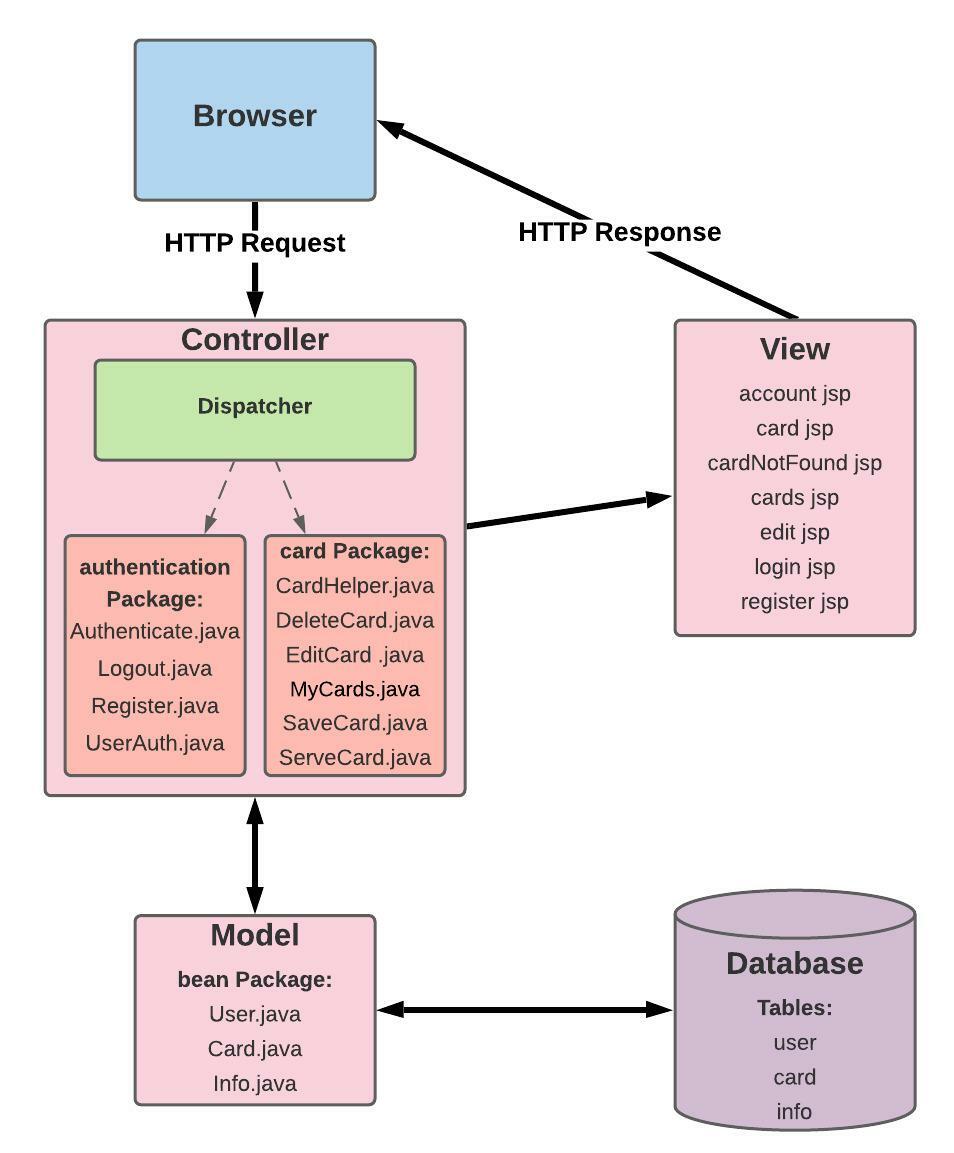 Browser
HTTP Request
HTTP Response
Controller
Dispatcher
authentication
Package:
Authenticate.java
Logout.java
Register.java
UserAuth.java
card Package:
CardHelper.java
DeleteCard.java
EditCard .java
MyCards.java
SaveCard.java
ServeCard.java
View
account jsp
card jsp
cardNotFound jsp
cards jsp
edit jsp
login jsp
register jsp
Model
bean Package:
User.java
Card.java
Info.java
Database
Tables:
user
card
info